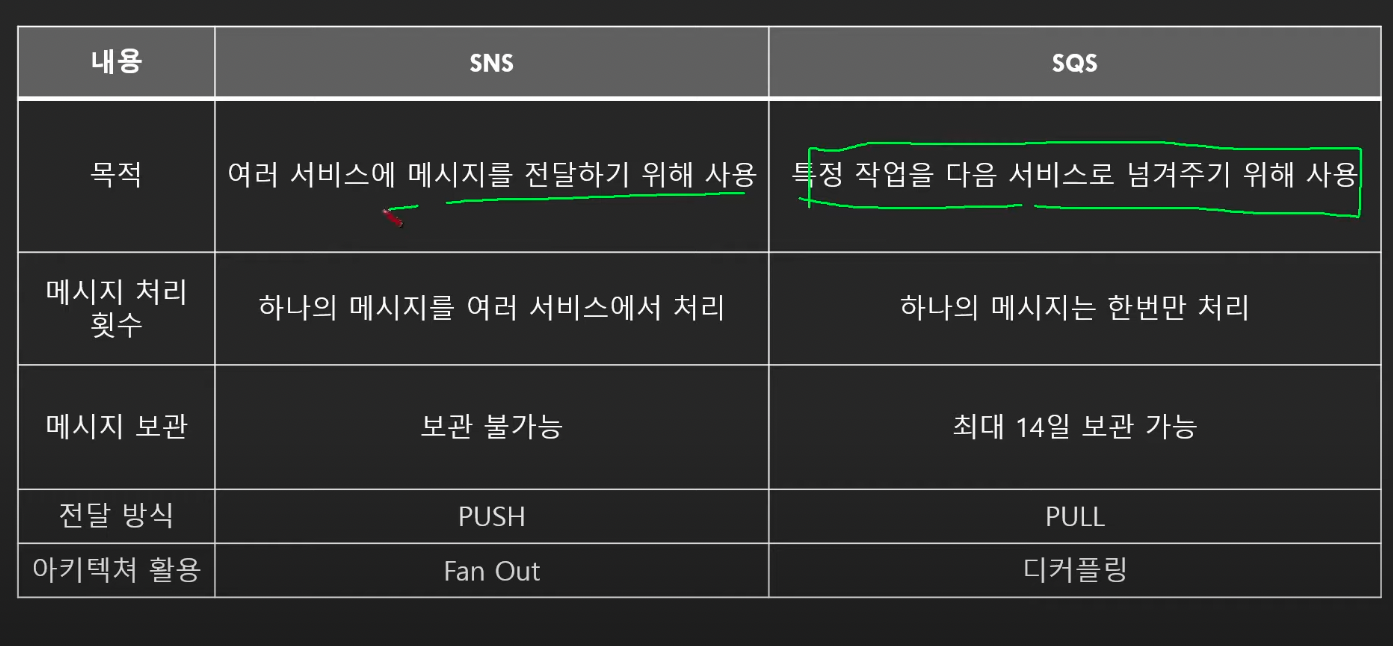 내용
SNS
SQS
목적
여러 서비스에 메시지를 전달하기 위해 사용
특정 작업을 다음 서비스로 넘겨주기 위해 사용
메시지 처리
횟수
하나의 메시지를 여러 서비스에서 처리
하나의 메시지는 한번만 처리
메시지 보관
보관 불가능
최대 14일 보관 가능
전달 방식
PUSH
PULL
아키텍쳐 활용
Fan Out
디커플링